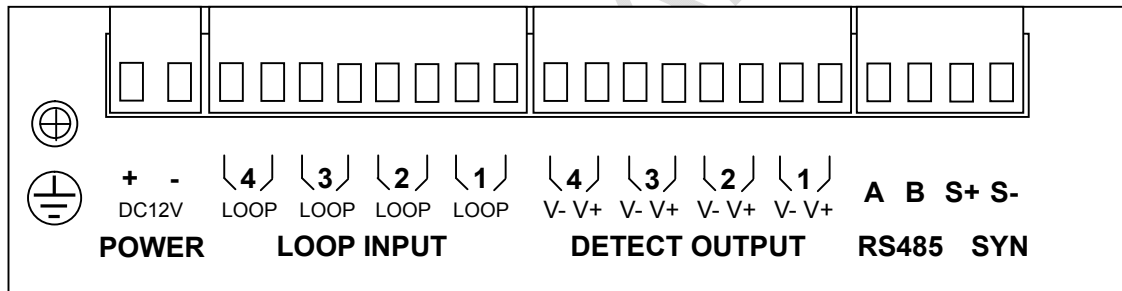 + - 4 3 2 1 4 3 2 1 A B S+ S-
DC12V LOOP LOOP LOOP LOOP V- V+ V- V+ V- V+ V- V+
POWER LOOP INPUT DETECT OUTPUT RS485 SYN